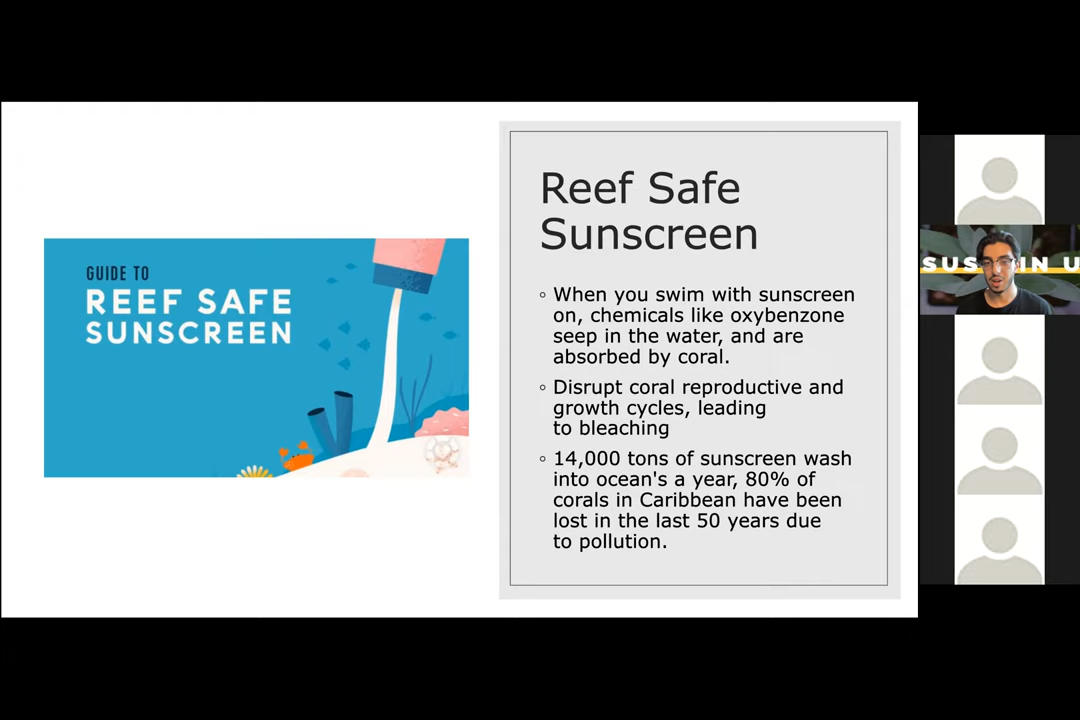 GUIDE TO
REEF SAFE
SUNSCREEN
Reef Safe
Sunscreen
◦ When you swim with sunscreen
on, chemicals like oxybenzone
seep in the water, and are
absorbed by coral.
◦ Disrupt coral reproductive and
growth cycles, leading
to bleaching
◦ 14,000 tons of sunscreen wash
into ocean's a year, 80% of
corals in Caribbean have been
lost in the last 50 years due
to pollution.